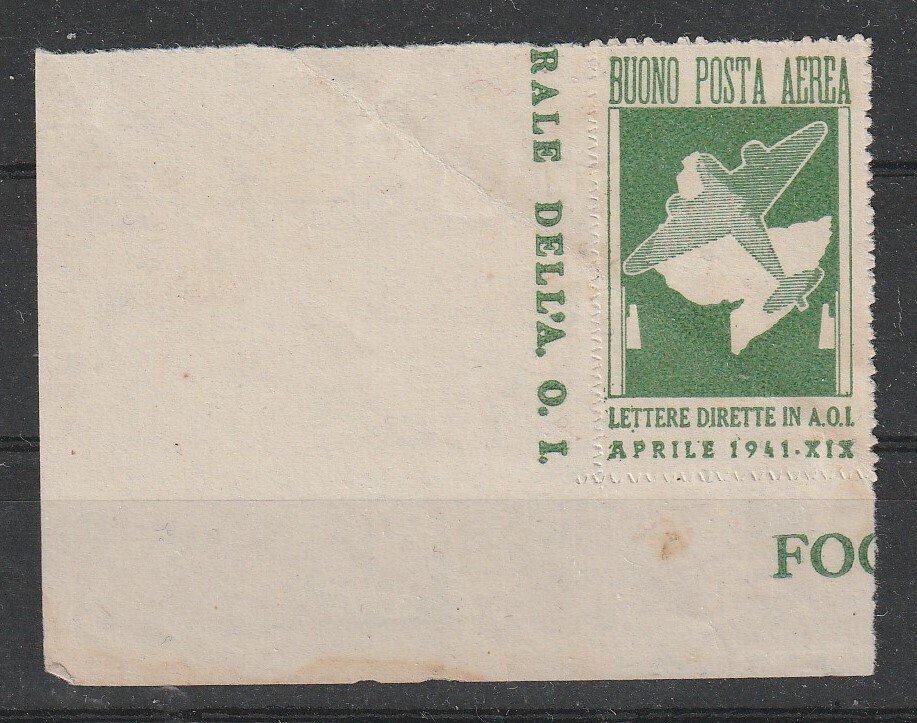 RALE DELL'A. O. I.
BUONO POSTA AEREA
LETTERE DIRETTE IN A.O.I.
APRILE 1941·XIX
FOG